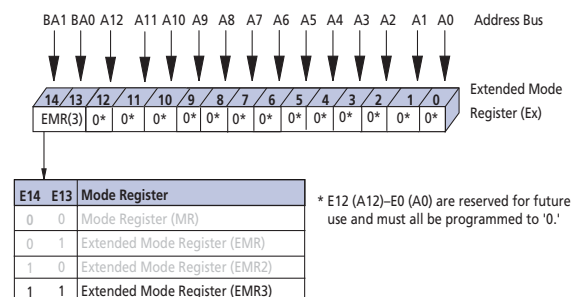 BA1 BA0 A12 A11 A10 A9 A8 A7 A6 A5 A4 A3 A2 A1 A0 Address Bus
14 13 12 11 10 9 8 7 6 5 4 3 2 1 0 Extended Mode
EMR(3) 0* 0* 0* 0* 0* 0* 0* 0* 0* 0* 0* 0* 0* Register (Ex)
E14 E13 Mode Register
0 0 Mode Register (MR)
0 1 Extended Mode Register (EMR)
1 0 Extended Mode Register (EMR2)
1 1 Extended Mode Register (EMR3)
* E12 (A12)–E0 (A0) are reserved for future
use and must all be programmed to '0.'